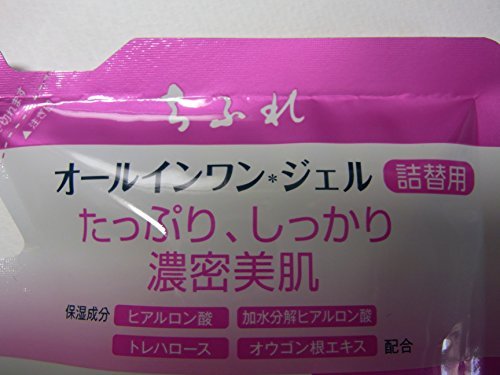 ちふれ
オールインワン*ジェル 詰替用
たっぷり、しっかり
濃密美肌
保湿成分 ヒアルロン酸 加水分解ヒアルロン酸
トレハロース オウゴン根エキス 配合